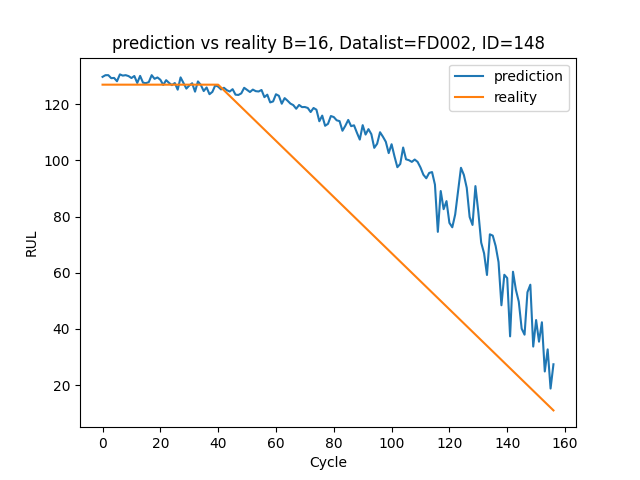 prediction vs reality B=16, Datalist=FD002, ID=148
prediction
reality
120
100
80
60
40
20
RUL
0 20 40 60 80 100 120 140 160
Cycle